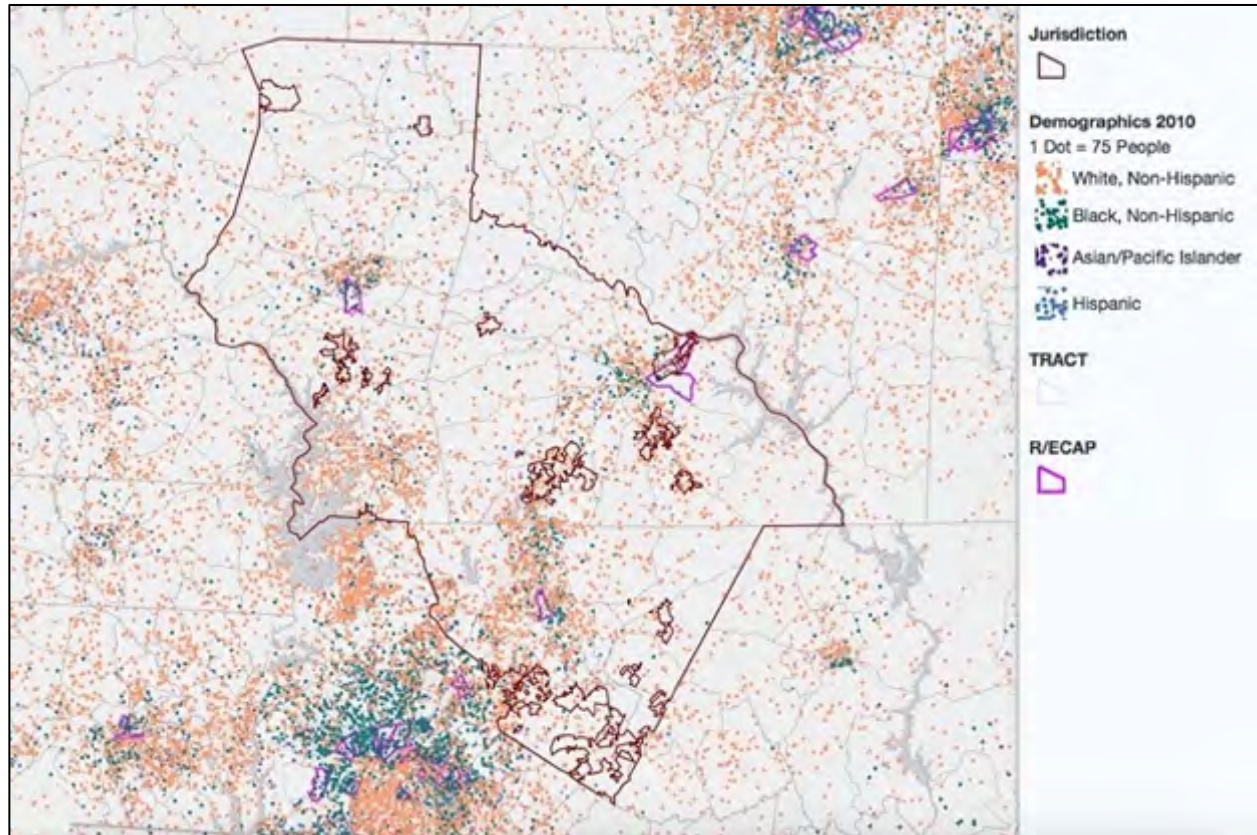 Jurisdiction
Demographics 2010
1 Dot = 75 People
White, Non-Hispanic
Black, Non-Hispanic
Asian/Pacific Islander
Hispanic
TRACT
R/ECAP